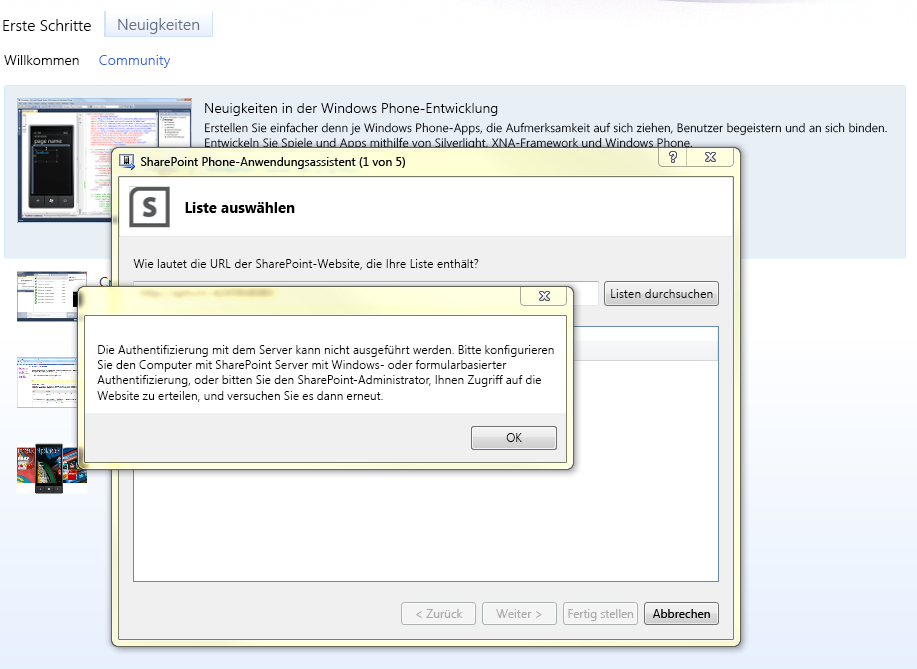 Erste Schritte Neuigkeiten
Willkommen Community
Neuigkeiten in der Windows Phone-Entwicklung
Erstellen Sie einfacher denn je Windows Phone-Apps, die Aufmerksamkeit auf sich ziehen, Benutzer begeistern und an sich binden.
Entwickeln Sie Spiele und Apps mithilfe von Silverlight, XNA-Framework und Windows Phone.
page name
SharePoint Phone-Anwendungsassistent (1 von 5)
S
Liste auswählen
Wie lautet die URL der SharePoint-Website, die Ihre Liste enthält?
Listen durchsuchen
Die Authentifizierung mit dem Server kann nicht ausgeführt werden. Bitte konfigurieren
Sie den Computer mit SharePoint Server mit Windows- oder formularbasierter
Authentifizierung, oder bitten Sie den SharePoint-Administrator, Ihnen Zugriff auf die
Website zu erteilen, und versuchen Sie es dann erneut.
OK
< Zurück Weiter > Fertig stellen Abbrechen